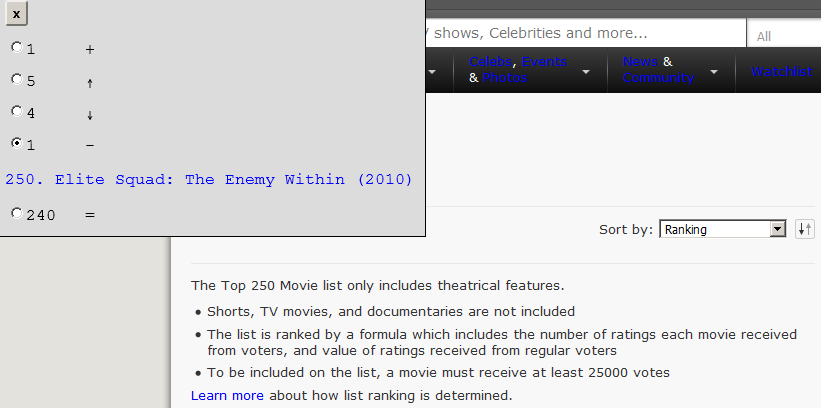 x
1 +
5 ↑
4 ↓
1 -
250. Elite Squad: The Enemy Within (2010)
240 =
shows, Celebrities and more...
All
Celebs, Events
& Photos
News &
Community
Watchlist
Sort by: Ranking
The Top 250 Movie list only includes theatrical features.
• Shorts, TV movies, and documentaries are not included
• The list is ranked by a formula which includes the number of ratings each movie received
from voters, and value of ratings received from regular voters
• To be included on the list, a movie must receive at least 25000 votes
Learn more about how list ranking is determined.